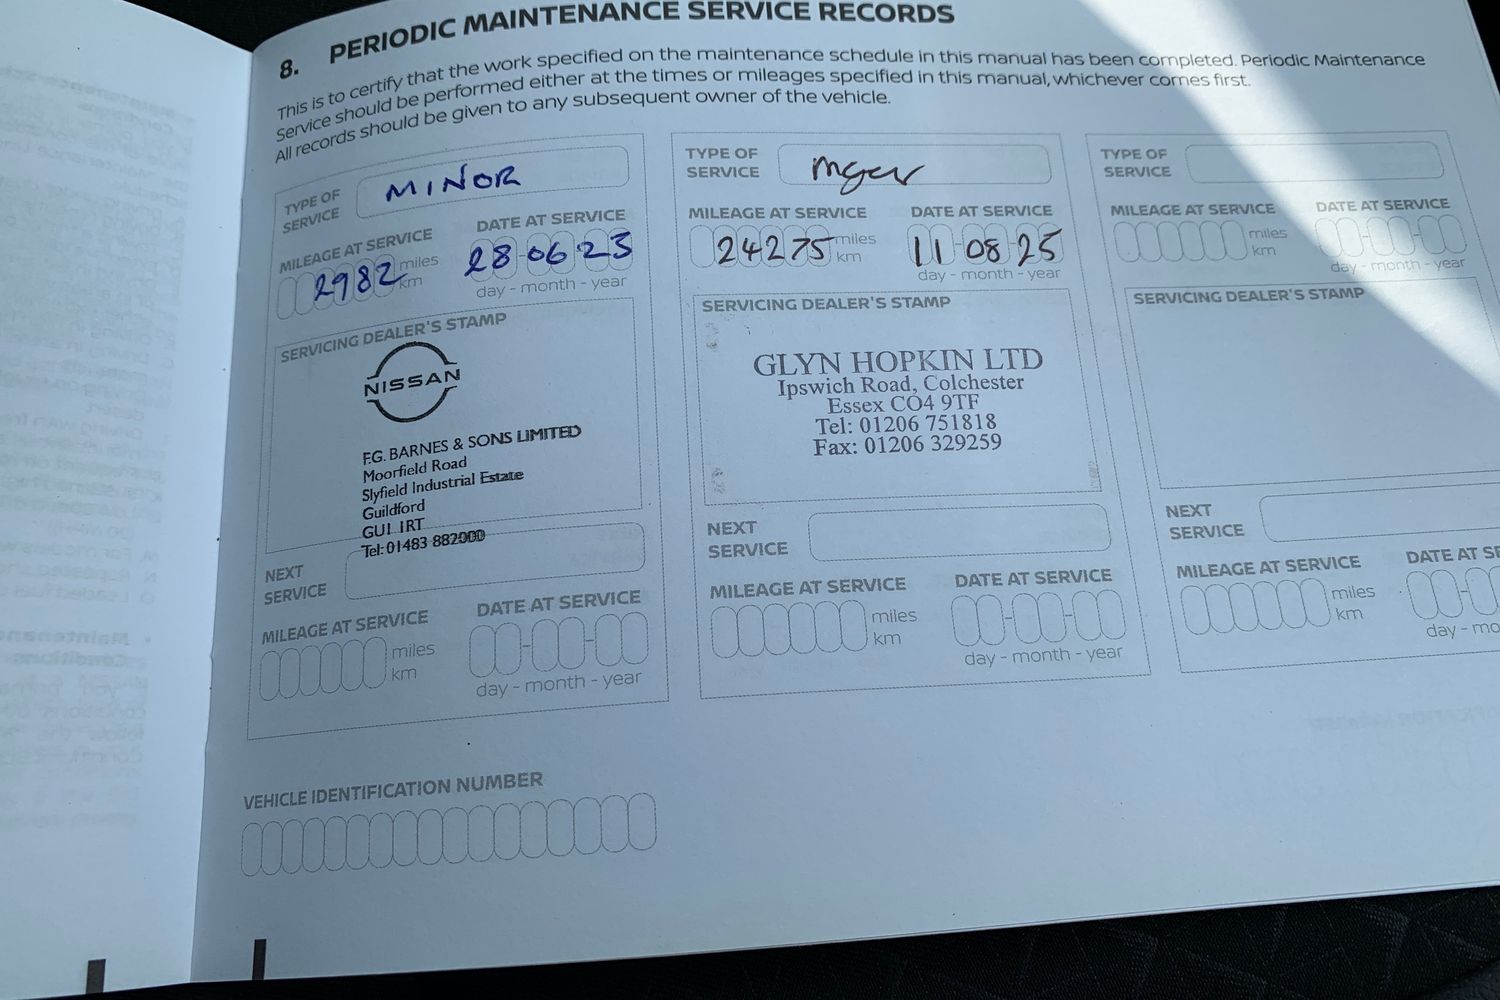 8. PERIODIC MAINTENANCE SERVICE RECORDS
This is to certify that the work specified on the maintenance schedule in this manual has been completed. Periodic Maintenance
Service should be performed either at the times or mileages specified in this manual, whichever comes first.
All records should be given to any subsequent owner of the vehicle.
TYPE OF
SERVICE
MINOR
MILEAGE AT SERVICE
2982
miles
km
DATE AT SERVICE
28-06-23
day - month - year
SERVICING DEALER'S STAMP
NISSAN
F.G. BARNES & SONS LIMITED
Moorfield Road
Slyfield Industrial Estate
Guildford
GU1 1RT
Tel: 01483 882000
NEXT
SERVICE
MILEAGE AT SERVICE
miles
km
DATE AT SERVICE
day - month - year
TYPE OF
SERVICE
MILEAGE AT SERVICE
24275
miles
km
DATE AT SERVICE
11-08-25
day - month - year
SERVICING DEALER'S STAMP
GLYN HOPKIN LTD
Ipswich Road, Colchester
Essex CO4 9TF
Tel: 01206 751818
Fax: 01206 329259
NEXT
SERVICE
MILEAGE AT SERVICE
miles
km
DATE AT SERVICE
day - month - year
TYPE OF
SERVICE
MILEAGE AT SERVICE
miles
km
DATE AT SERVICE
day - month - year
SERVICING DEALER'S STAMP
NEXT
SERVICE
MILEAGE AT SERVICE
miles
km
DATE AT SE
day - mo
VEHICLE IDENTIFICATION NUMBER